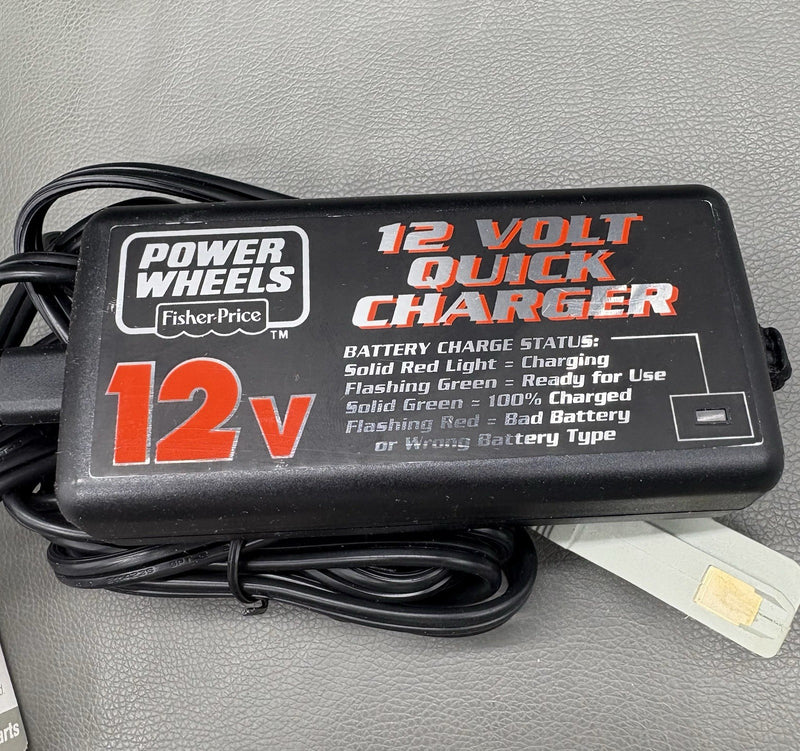 POWER
WHEELS
Fisher-Price
™
12v
12 VOLT
QUICK
CHARGER
BATTERY CHARGE STATUS:
Solid Red Light = Charging
Flashing Green = Ready for Use
Solid Green = 100% Charged
Flashing Red = Bad Battery
or Wrong Battery Type
arts